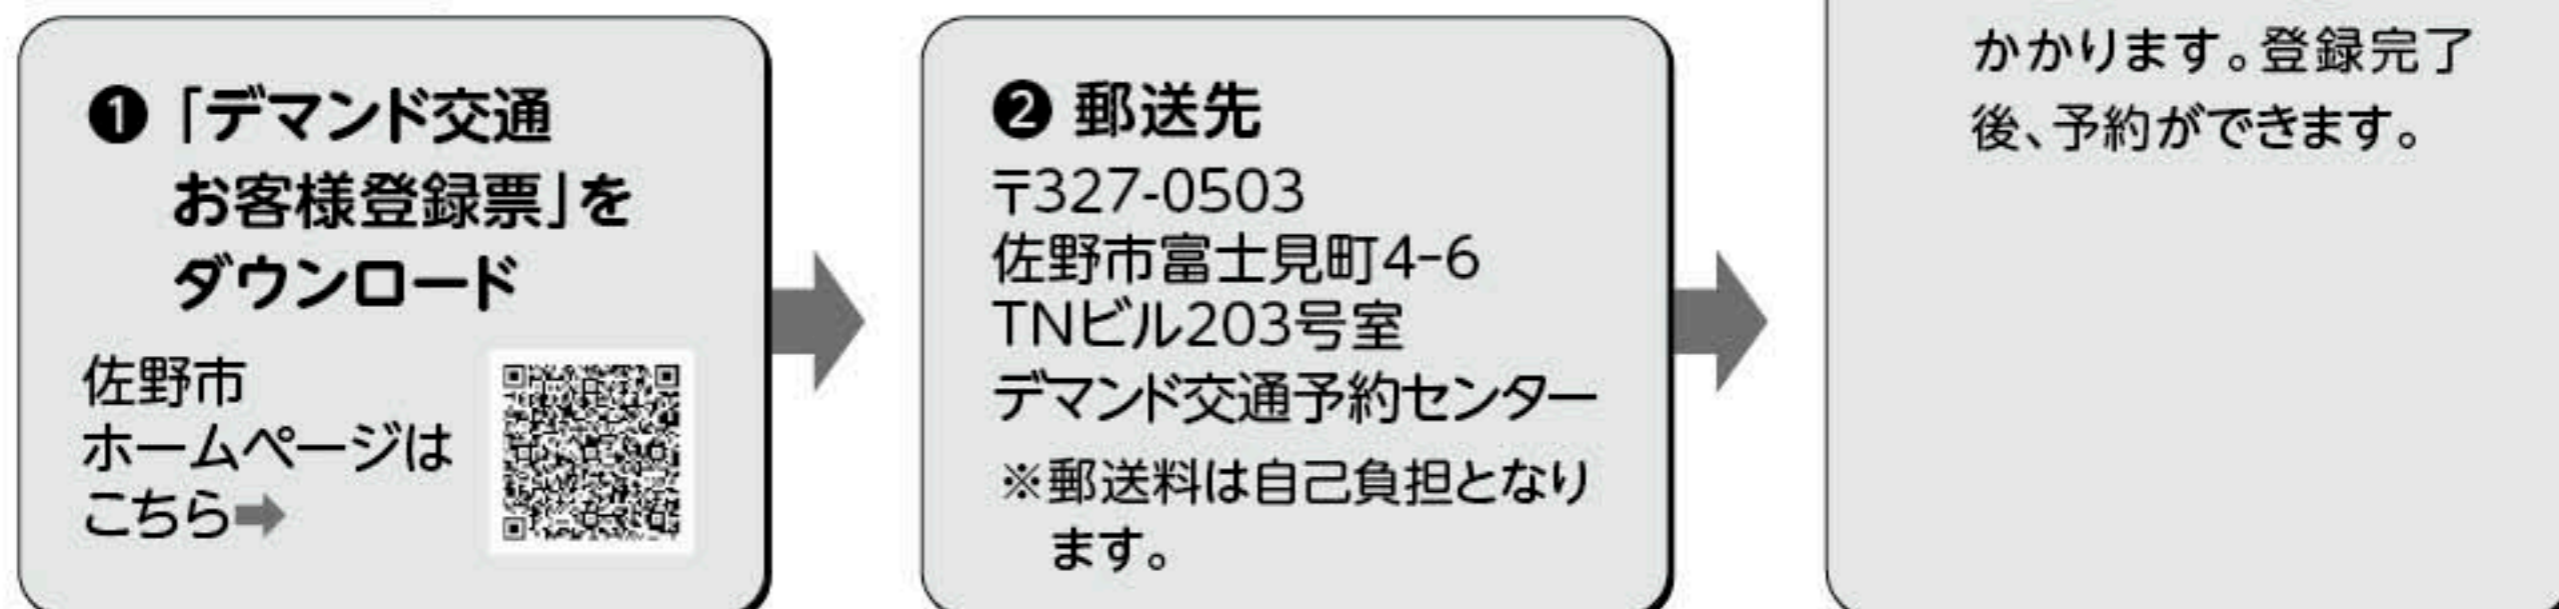 ❶「デマンド交通
お客様登録票」を
ダウンロード
佐野市
ホームページは
こちら➡
❷ 郵送先
〒327-0503
佐野市富士見町4-6
TNビル203号室
デマンド交通予約センター
※郵送料は自己負担となり
ます。
かかります。登録完了
後、予約ができます。